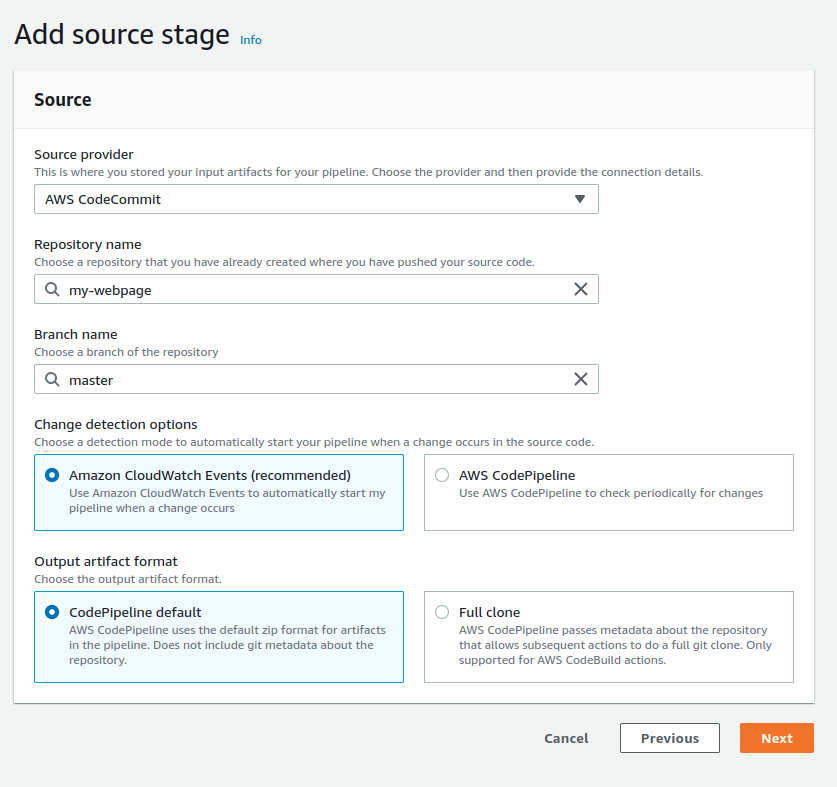 Add source stage Info
Source
Source provider
This is where you stored your input artifacts for your pipeline. Choose the provider and then provide the connection details.
AWS CodeCommit
Repository name
Choose a repository that you have already created where you have pushed your source code.
my-webpage
Branch name
Choose a branch of the repository
master
Change detection options
Choose a detection mode to automatically start your pipeline when a change occurs in the source code.
Amazon CloudWatch Events (recommended)
Use Amazon CloudWatch Events to automatically start my
pipeline when a change occurs
AWS CodePipeline
Use AWS CodePipeline to check periodically for changes
Output artifact format
Choose the output artifact format.
CodePipeline default
AWS CodePipeline uses the default zip format for artifacts
in the pipeline. Does not include git metadata about the
repository.
Full clone
AWS CodePipeline passes metadata about the repository
that allows subsequent actions to do a full git clone. Only
supported for AWS CodeBuild actions.
Cancel
Previous
Next